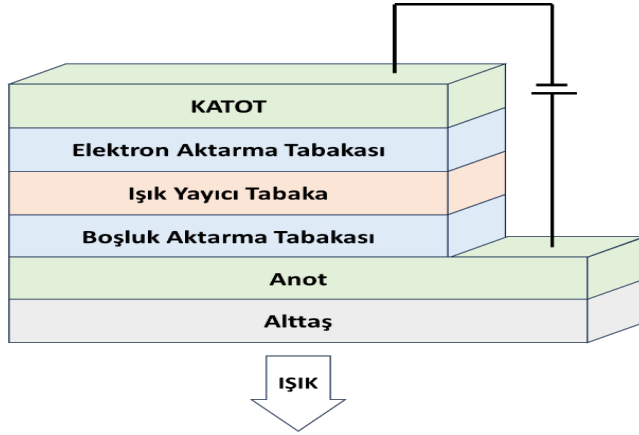 KATOT
Elektron Aktarma Tabakası
Işık Yayıcı Tabaka
Boşluk Aktarma Tabakası
Anot
Alttaş
IŞIK